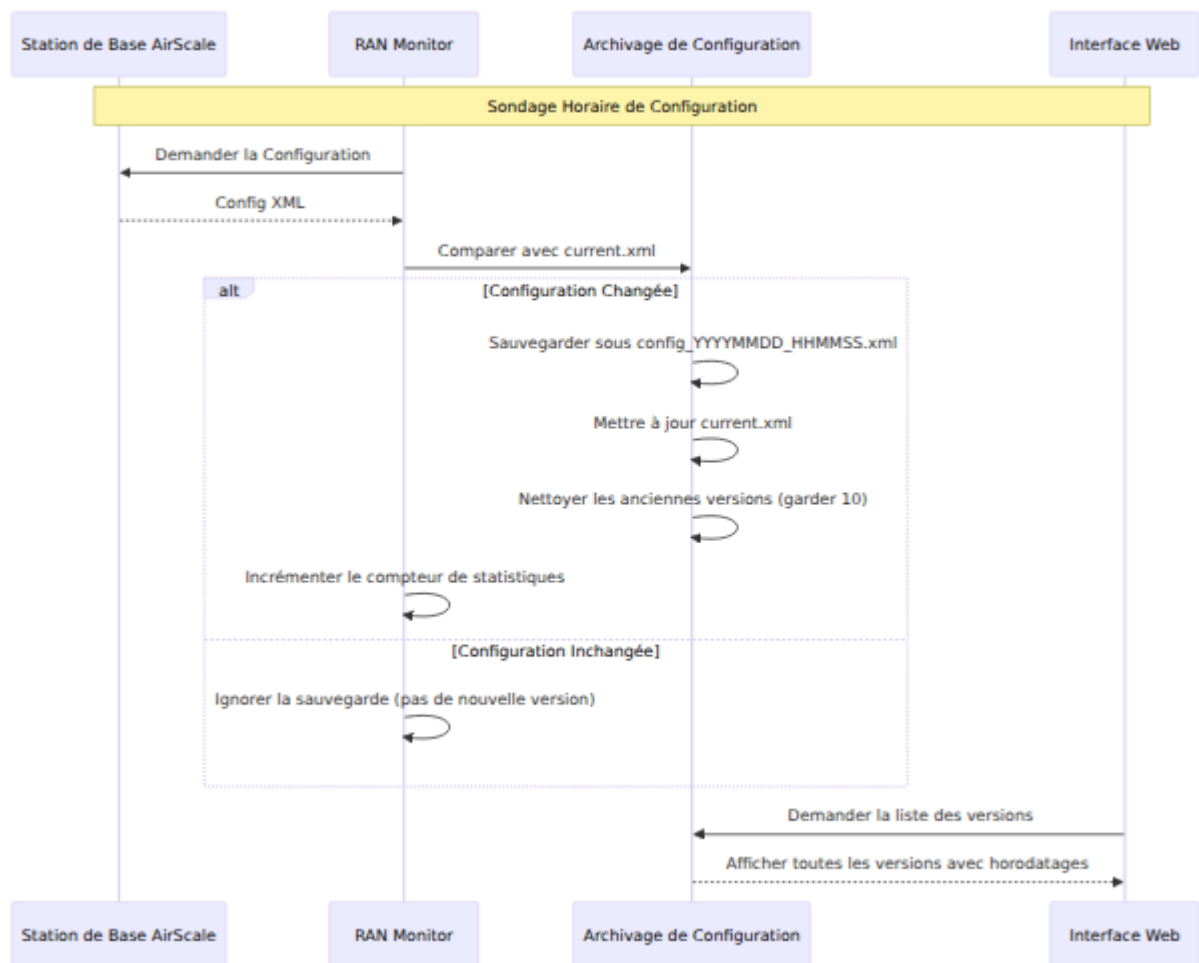 Station de Base AirScale
RAN Monitor
Archivage de Configuration
Interface Web
Sondage Horaire de Configuration
Demander la Configuration
Config XML
Comparer avec current.xml
alt
[Configuration Changée]
Sauvegarder sous config_YYYYMMDD_HHMMSS.xml
Mettre à jour current.xml
Nettoyer les anciennes versions (garder 10)
Incrémenter le compteur de statistiques
[Configuration Inchangée]
Ignorer la sauvegarde (pas de nouvelle version)
Demander la liste des versions
Afficher toutes les versions avec horodatages
Station de Base AirScale
RAN Monitor
Archivage de Configuration
Interface Web